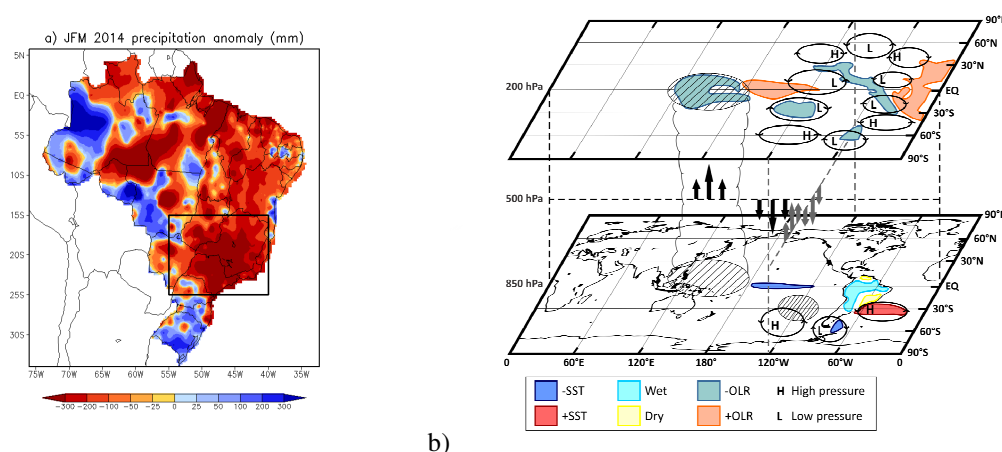 a) JFM 2014 precipitation anomaly (mm)
5N
EQ
5S
10S
15S
20S
25S
30S
75W 70W 65W 60W 55W 50W 45W 40W 35W
-300 -200 -100 -50 -25 0 25 50 100 200 300
b)
90°N
60°N
30°N
EQ
30°S
60°S
90°S
200 hPa
H L H L L L L H H L
500 hPa
90°N
60°N
30°N
EQ
30°S
60°S
90°S
850 hPa
H L H
0 60°E 120°E 180° 120°W 60°W 0
-SST Wet -OLR H High pressure
+SST Dry +OLR L Low pressure